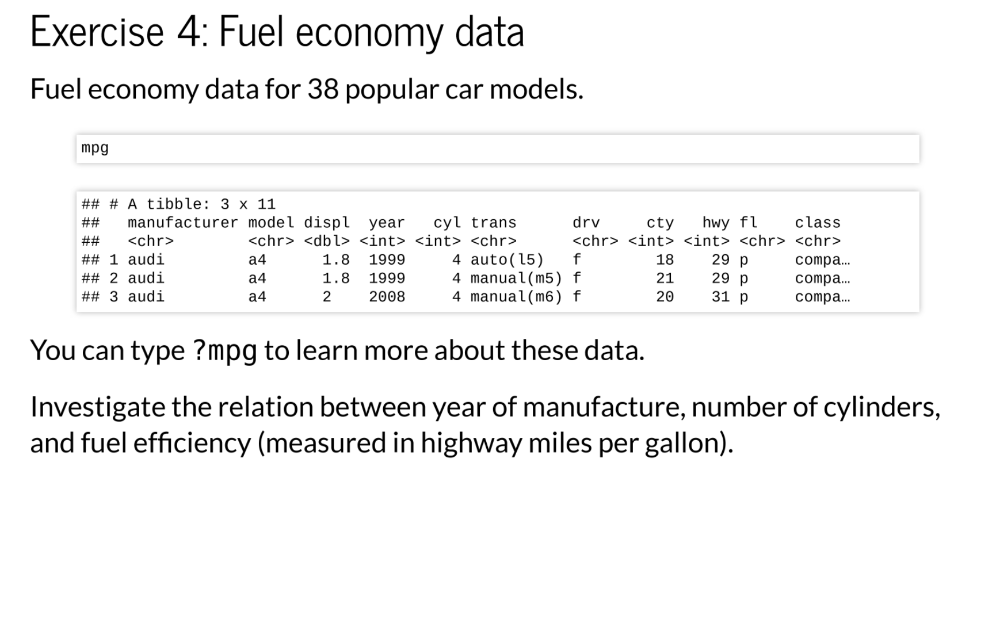 Exercise 4: Fuel economy data
Fuel economy data for 38 popular car models.
mpg
## # A tibble: 3 x 11
##   manufacturer model displ  year   cyl trans      drv     cty   hwy fl    class
##   <chr>        <chr> <dbl> <int> <int> <chr>      <chr> <int> <int> <chr> <chr>
## 1 audi         a4      1.8  1999     4 auto(l5)   f        18    29 p     compa…
## 2 audi         a4      1.8  1999     4 manual(m5) f        21    29 p     compa…
## 3 audi         a4      2    2008     4 manual(m6) f        20    31 p     compa…
You can type ?mpg to learn more about these data.
Investigate the relation between year of manufacture, number of cylinders,
and fuel efficiency (measured in highway miles per gallon).